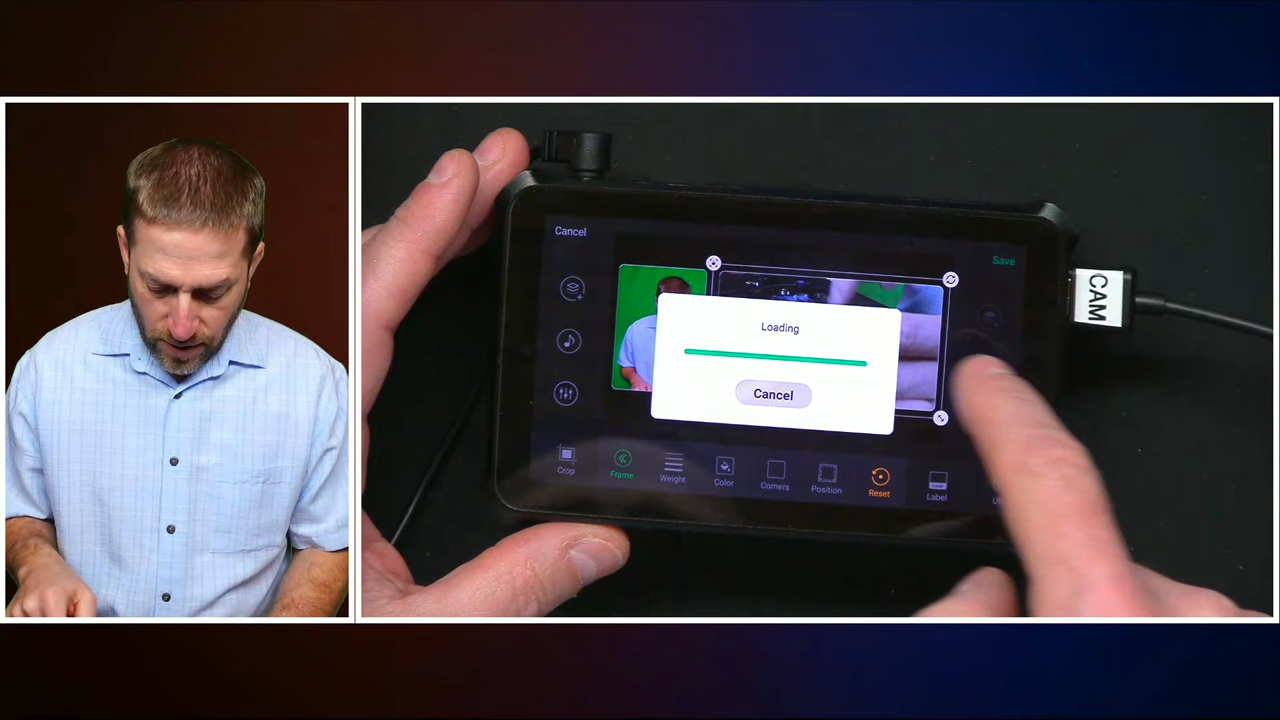 Cancel
Save
Loading
Cancel
Crop
Frame
Weight
Color
Corners
Position
Reset
Label
CAM